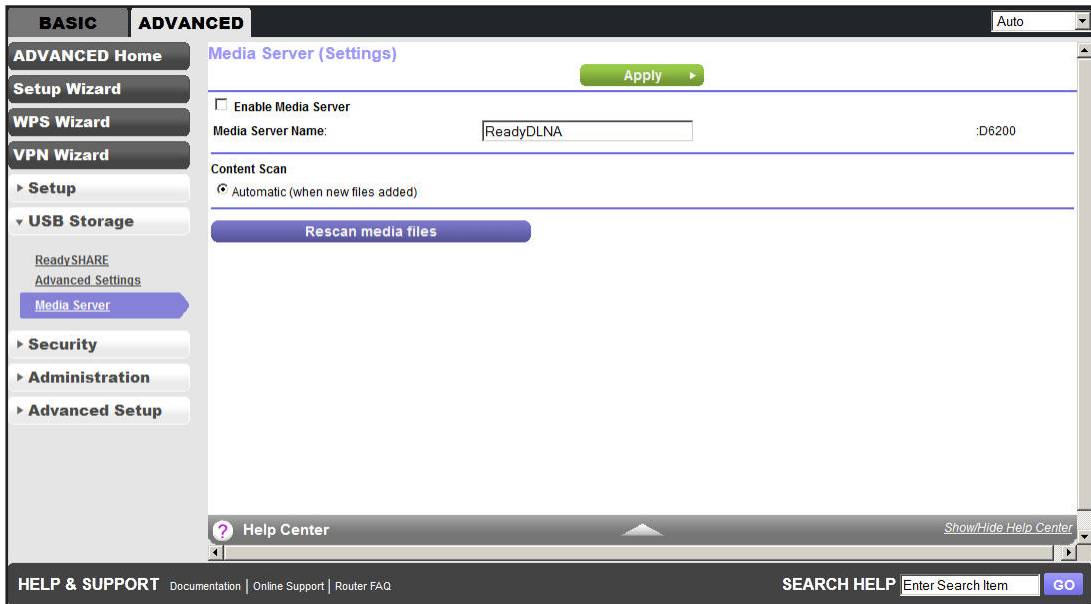 BASIC ADVANCED Auto
ADVANCED Home
Setup Wizard
WPS Wizard
VPN Wizard
Setup
USB Storage
ReadySHARE
Advanced Settings
Media Server
Security
Administration
Advanced Setup
Media Server (Settings)
Apply
Enable Media Server
Media Server Name: ReadyDLNA :D6200
Content Scan
Automatic (when new files added)
Rescan media files
? Help Center Show/Hide Help Center
HELP & SUPPORT Documentation | Online Support | Router FAQ SEARCH HELP Enter Search Item GO